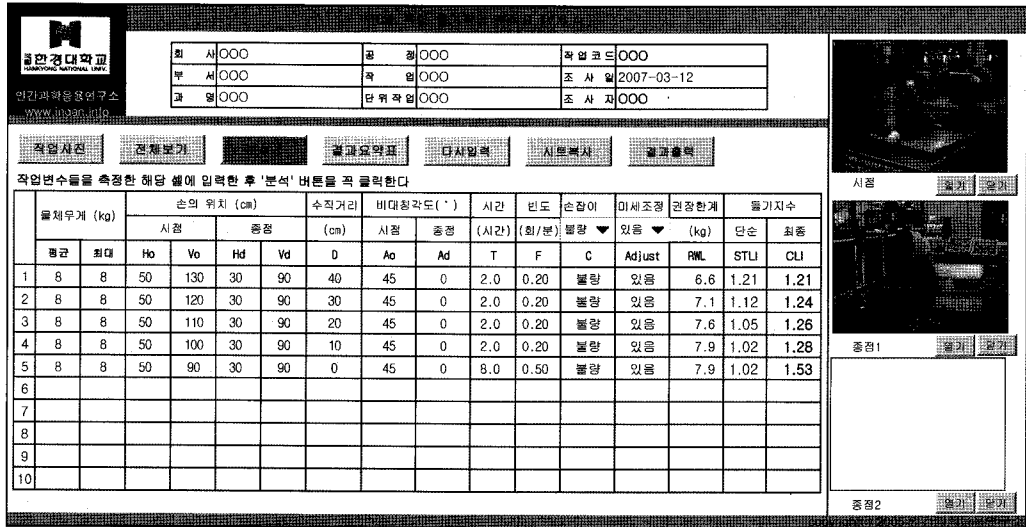 한경대학교
HANKYONG NATIONAL UNIV.
인간과학응용연구소
www.ingan.info
회 사 OOO 공 정 OOO 작업코드 OOO
부 서 OOO 작 업 OOO 조 사 일 2007-03-12
과 명 OOO 단위작업 OOO 조 사 자 OOO
작업사진 전체보기 결과요약표 다시입력 시트복사 결과출력
작업변수들을 측정한 해당 셀에 입력한 후 '분석' 버튼을 꼭 클릭한다
물체무게 (kg) 손의 위치 (cm) 수직거리 비대칭각도(˚) 시간 빈도 손잡이 미세조정 권장한계 들기지수
시점 종점 (cm) 시점 종점 (시간) (회/분) 불량 ▼ 있음 ▼ (kg) 단순 최종
평균 최대 Ho Vo Hd Vd D Ao Ad T F C Adjust RWL STLI CLI
1 8 8 50 130 30 90 40 45 0 2.0 0.20 불량 있음 6.6 1.21 1.21
2 8 8 50 120 30 90 30 45 0 2.0 0.20 불량 있음 7.1 1.12 1.24
3 8 8 50 110 30 90 20 45 0 2.0 0.20 불량 있음 7.6 1.05 1.26
4 8 8 50 100 30 90 10 45 0 2.0 0.20 불량 있음 7.9 1.02 1.28
5 8 8 50 90 30 90 0 45 0 8.0 0.50 불량 있음 7.9 1.02 1.53
6
7
8
9
10
시점 열기 닫기
종점1 열기 닫기
종점2 열기 닫기